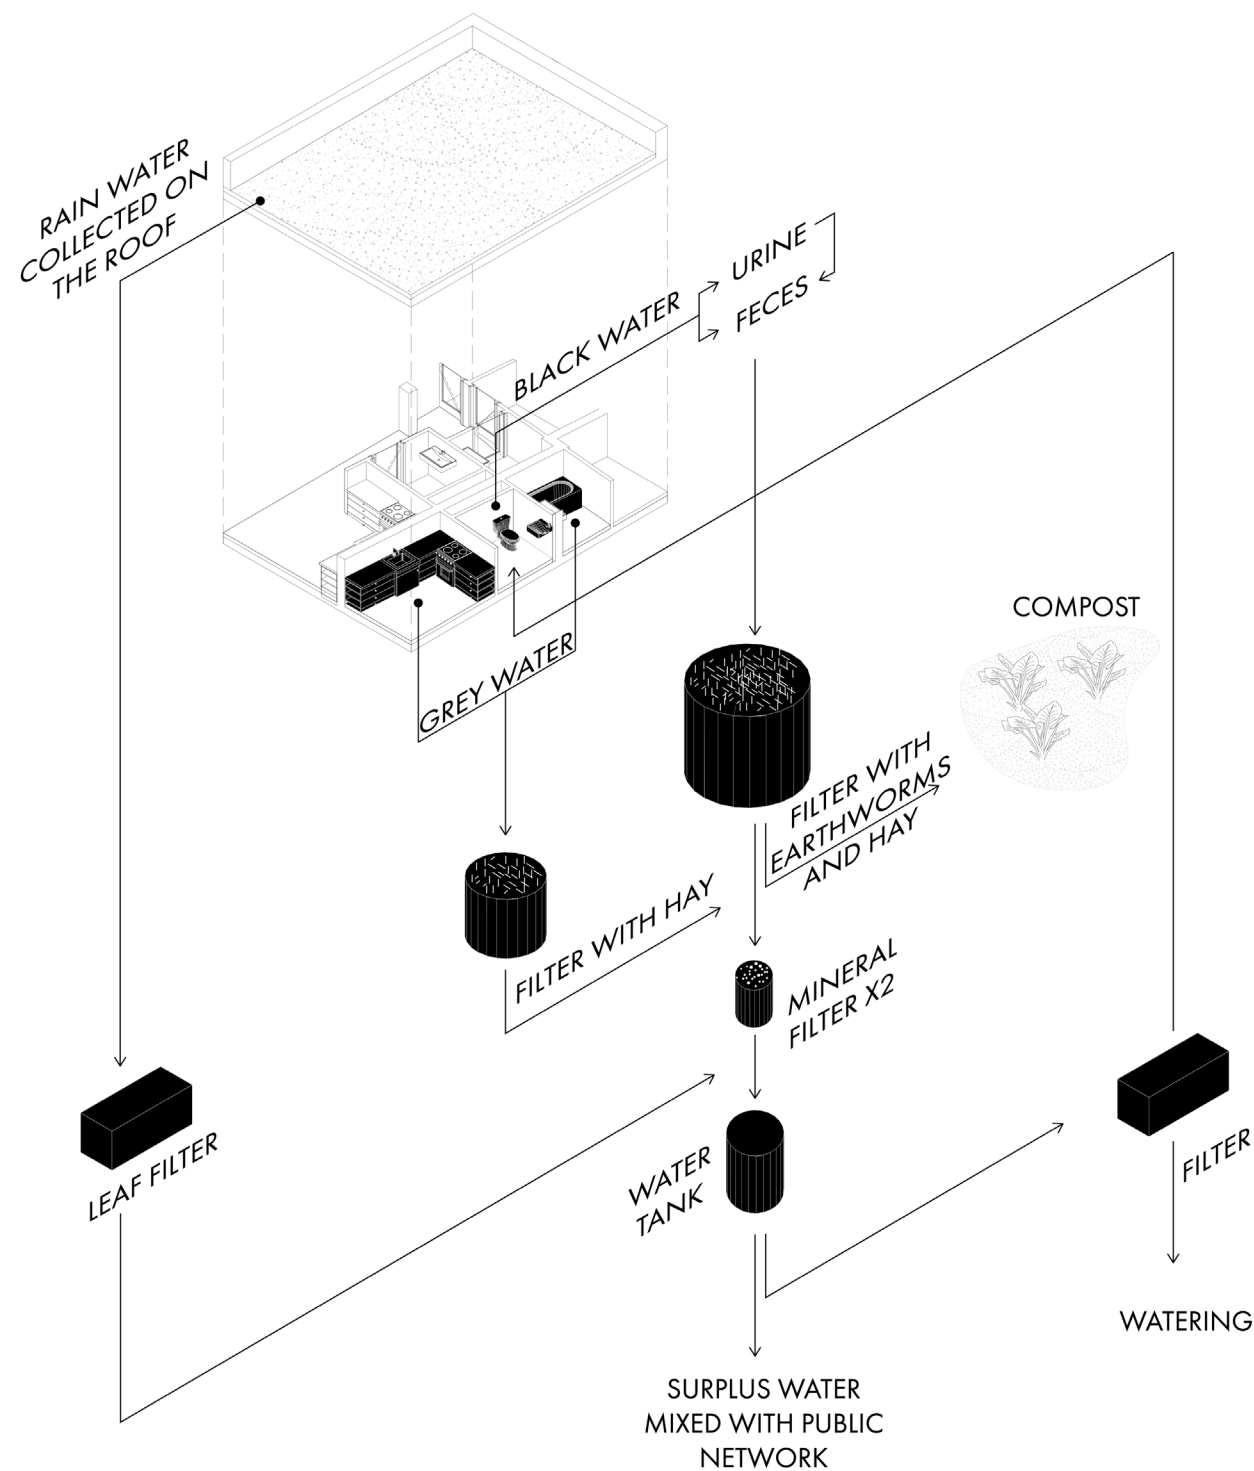 RAIN WATER
COLLECTED ON
THE ROOF
URINE
FECES
BLACK WATER
GREY WATER
COMPOST
FILTER WITH
EARTHWORMS
AND HAY
FILTER WITH HAY
MINERAL
FILTER X2
LEAF FILTER
WATER
TANK
FILTER
WATERING
SURPLUS WATER
MIXED WITH PUBLIC
NETWORK